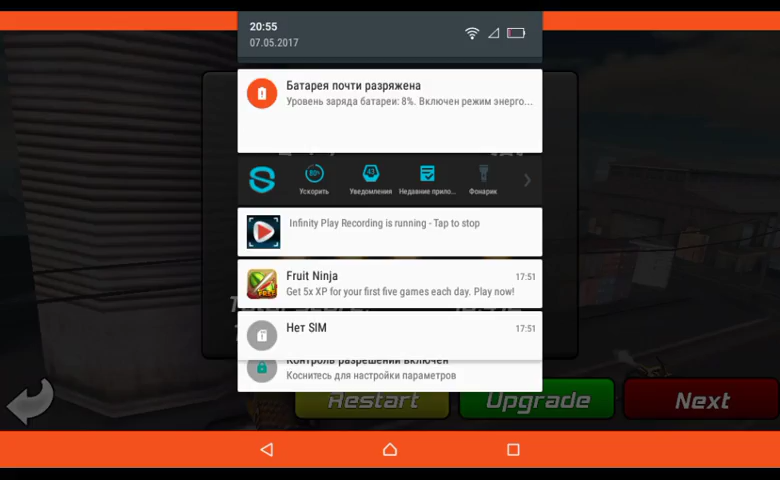 20:55
07.05.2017
Батарея почти разряжена
Уровень заряда батареи: 8%. Включен режим энерго...
80%
43
Ускорить
Уведомления
Недавние прило...
Фонарик
Infinity Play Recording is running - Tap to stop
Fruit Ninja
17:51
Get 5x XP for your first five games each day. Play now!
Нет SIM
17:51
Контроль разрешений включен
Коснитесь для настройки параметров
Restart
Upgrade
Next